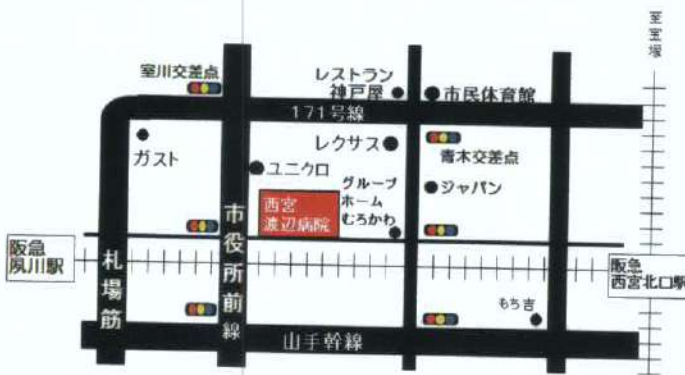 至宝塚
室川交差点
レストラン
神戸屋
市民体育館
171号線
ガスト
レクサス
青木交差点
ユニクロ
グループ
ホーム
むろかわ
ジャパン
西宮
渡辺病院
阪急
夙川駅
札場筋
市役所前線
阪急
西宮北口駅
もち吉
山手幹線